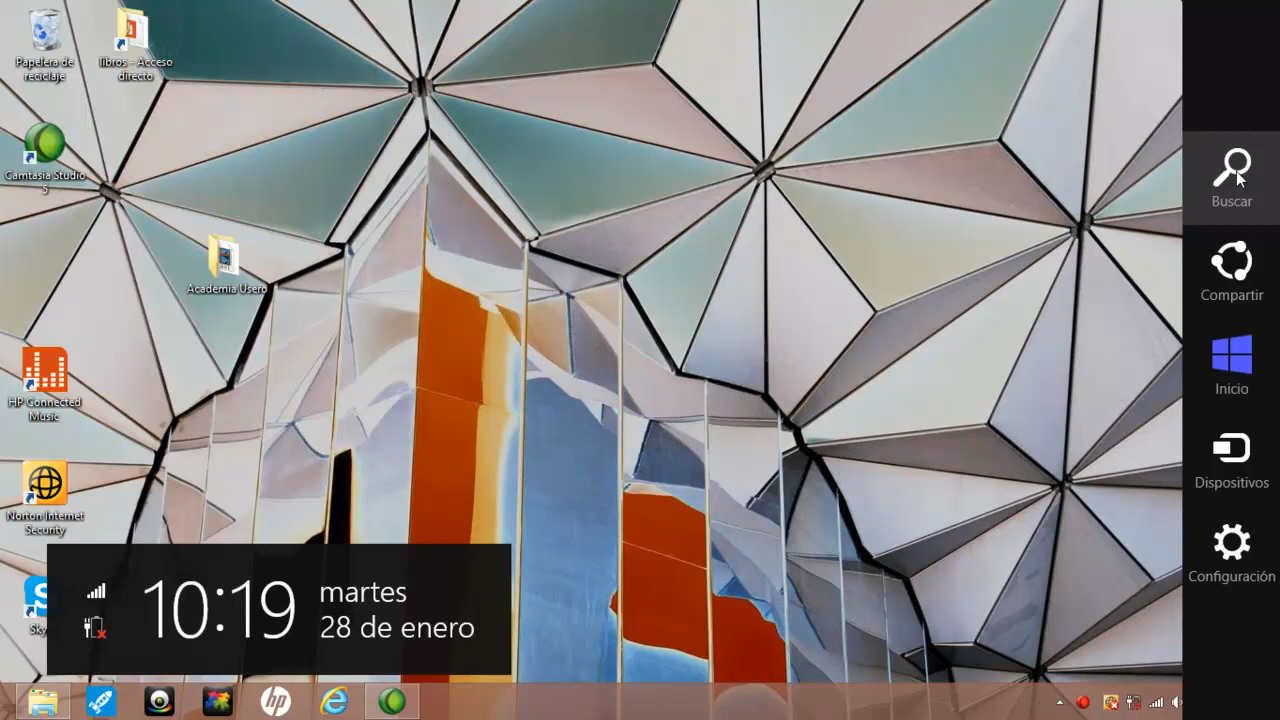 Papelera de
reciclaje
libros - Acceso
directo
Camtasia Studio
5
Academia Usero
HP Connected
Music
Norton Internet
Security
10:19
martes
28 de enero
hp
Buscar
Compartir
Inicio
Dispositivos
Configuración